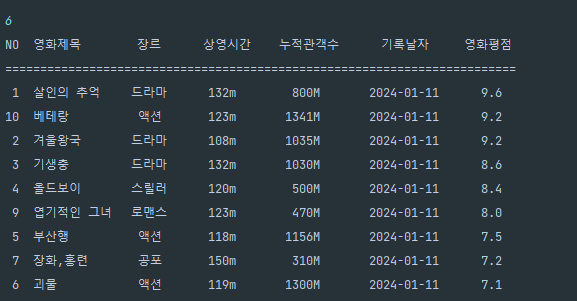 6
NO 영화제목 장르 상영시간 누적관객수 기록날자 영화평점
=========================================================================
1 살인의 추억 드라마 132m 800M 2024-01-11 9.6
10 베테랑 액션 123m 1341M 2024-01-11 9.2
2 겨울왕국 드라마 108m 1035M 2024-01-11 9.2
3 기생충 드라마 132m 1030M 2024-01-11 8.6
4 올드보이 스릴러 120m 500M 2024-01-11 8.4
9 엽기적인 그녀 로맨스 123m 470M 2024-01-11 8.0
5 부산행 액션 118m 1156M 2024-01-11 7.5
7 장화,홍련 공포 150m 310M 2024-01-11 7.2
6 괴물 액션 119m 1300M 2024-01-11 7.1